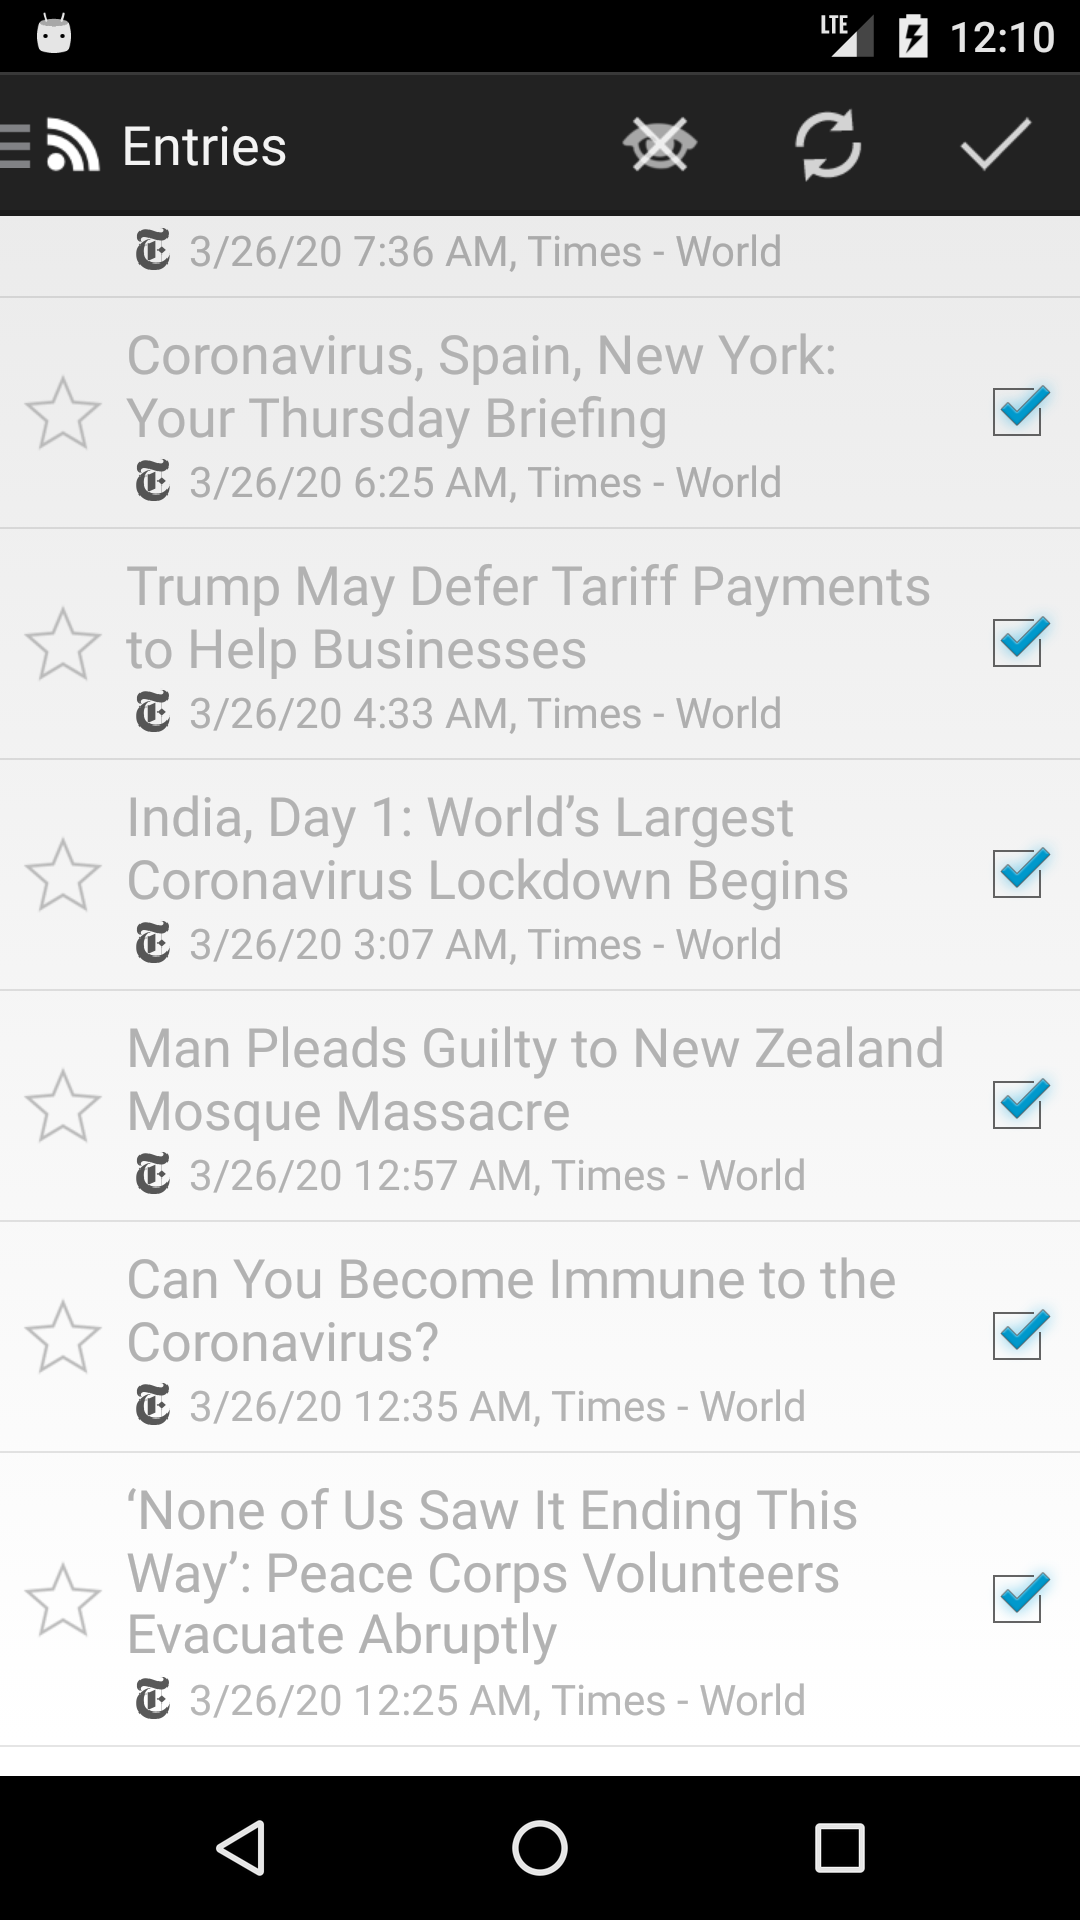 LTE 12:10
Entries
3/26/20 7:36 AM, Times - World
Coronavirus, Spain, New York:
Your Thursday Briefing
3/26/20 6:25 AM, Times - World
Trump May Defer Tariff Payments
to Help Businesses
3/26/20 4:33 AM, Times - World
India, Day 1: World’s Largest
Coronavirus Lockdown Begins
3/26/20 3:07 AM, Times - World
Man Pleads Guilty to New Zealand
Mosque Massacre
3/26/20 12:57 AM, Times - World
Can You Become Immune to the
Coronavirus?
3/26/20 12:35 AM, Times - World
‘None of Us Saw It Ending This
Way’: Peace Corps Volunteers
Evacuate Abruptly
3/26/20 12:25 AM, Times - World